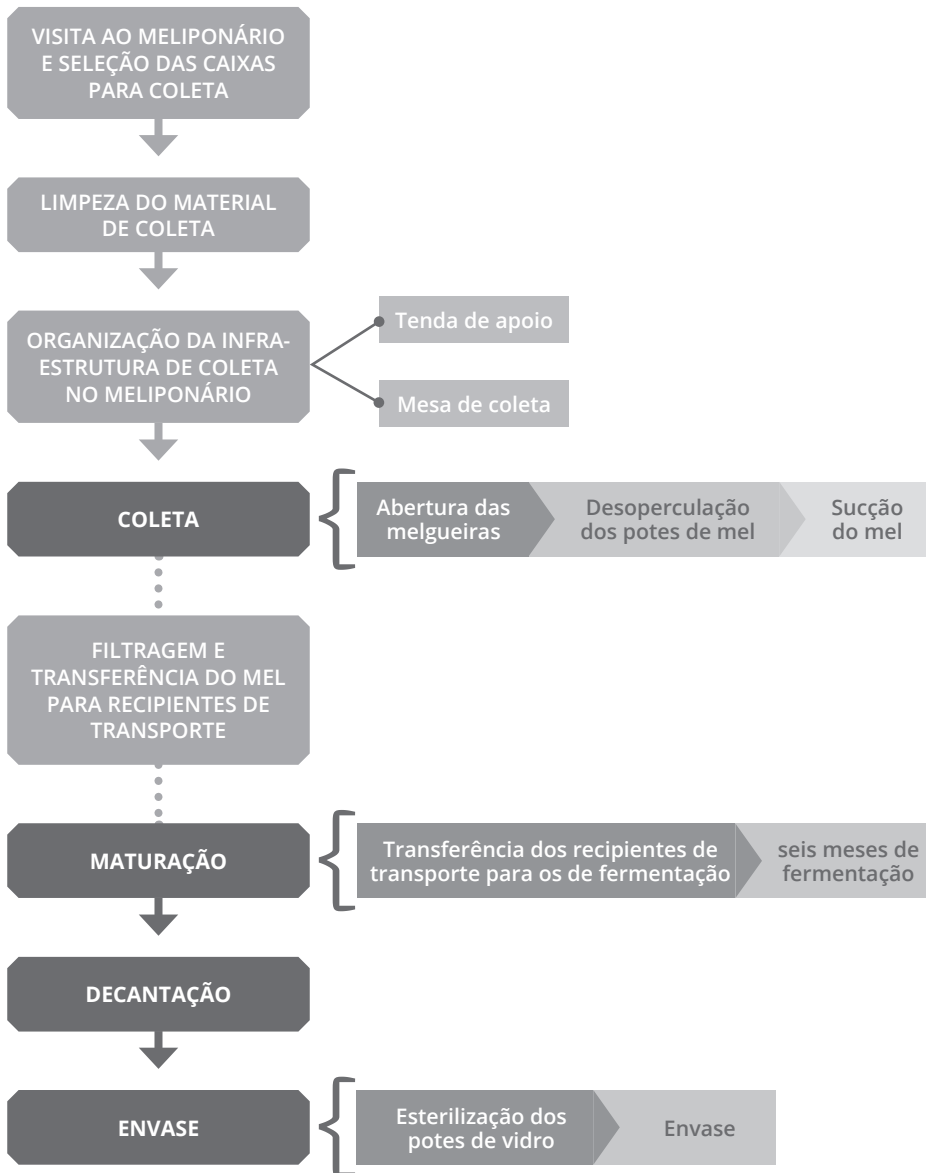 VISITA AO MELIPONÁRIO
E SELEÇÃO DAS CAIXAS
PARA COLETA
LIMPEZA DO MATERIAL
DE COLETA
ORGANIZAÇÃO DA INFRA-
ESTRUTURA DE COLETA
NO MELIPONÁRIO
Tenda de apoio
Mesa de coleta
COLETA
Abertura das
melgueiras
Desoperculação
dos potes de mel
Sucção
do mel
FILTRAGEM E
TRANSFERÊNCIA DO MEL
PARA RECIPIENTES DE
TRANSPORTE
MATURAÇÃO
Transferência dos recipientes de
transporte para os de fermentação
seis meses de
fermentação
DECANTAÇÃO
ENVASE
Esterilização dos
potes de vidro
Envase